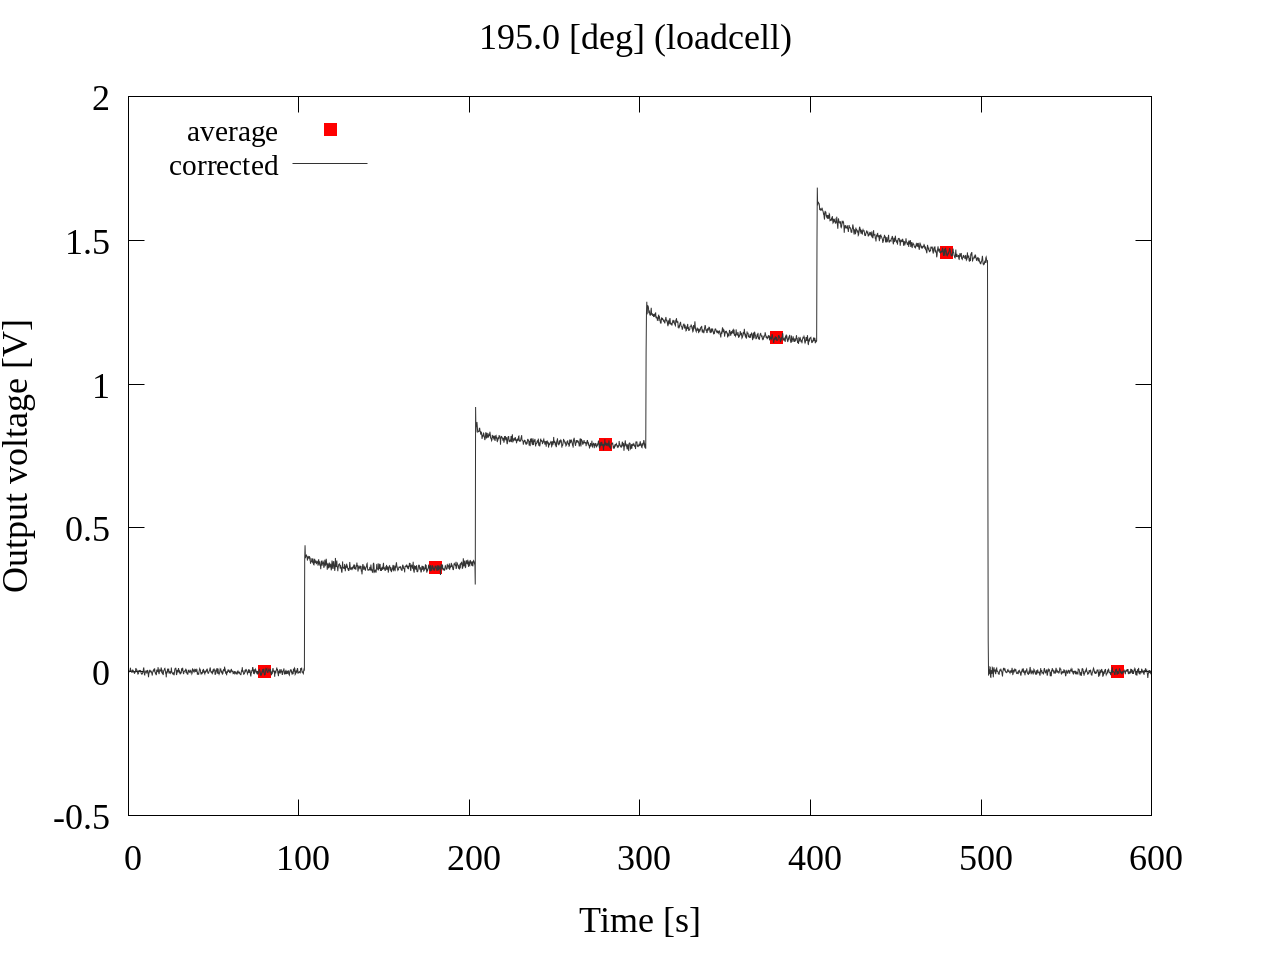 195.0 [deg] (loadcell)
2
average
corrected
1.5
1
Output voltage [V]
0.5
0
-0.5
0 100 200 300 400 500 600
Time [s]